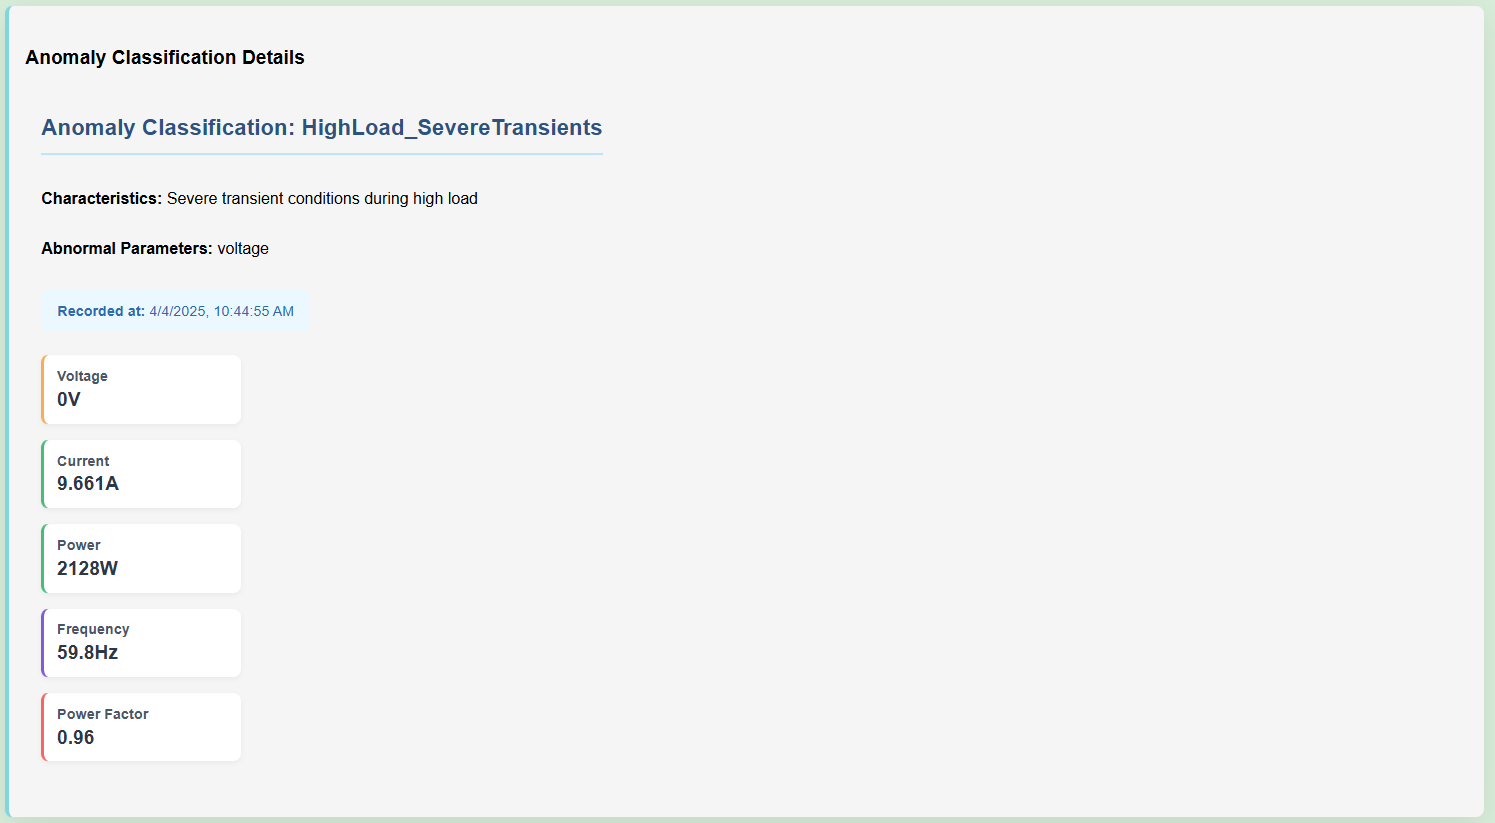 Anomaly Classification Details
Anomaly Classification: HighLoad_SevereTransients
Characteristics: Severe transient conditions during high load
Abnormal Parameters: voltage
Recorded at: 4/4/2025, 10:44:55 AM
Voltage
0V
Current
9.661A
Power
2128W
Frequency
59.8Hz
Power Factor
0.96